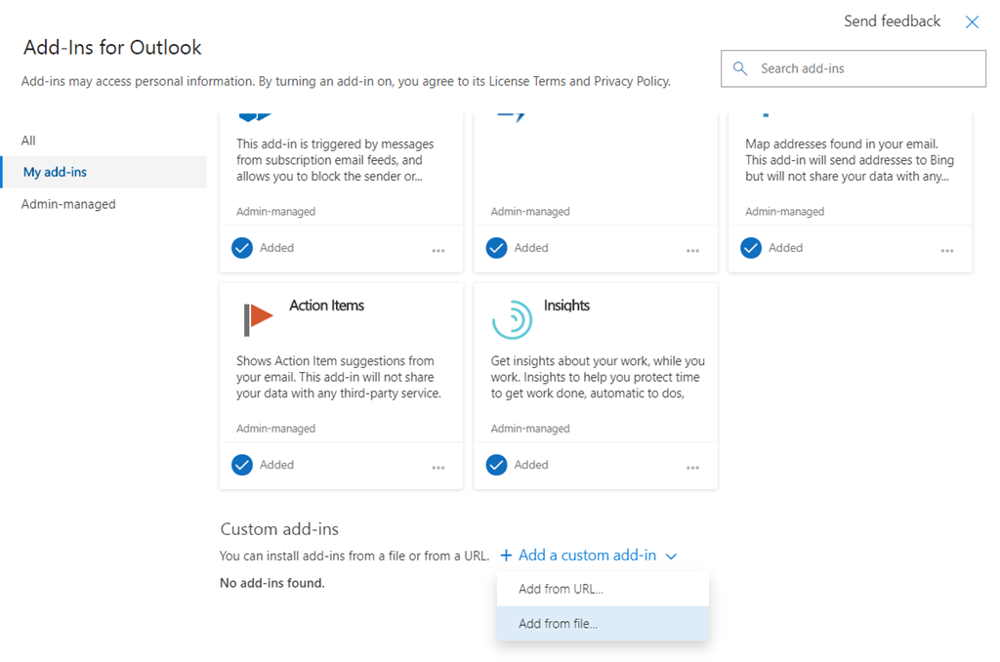 Send feedback
Add-Ins for Outlook
Add-ins may access personal information. By turning an add-in on, you agree to its License Terms and Privacy Policy.
Search add-ins
All
My add-ins
Admin-managed
This add-in is triggered by messages
from subscription email feeds, and
allows you to block the sender or...
Admin-managed
Added
Admin-managed
Added
Map addresses found in your email.
This add-in will send addresses to Bing
but will not share your data with any...
Admin-managed
Added
Action Items
Shows Action Item suggestions from
your email. This add-in will not share
your data with any third-party service.
Admin-managed
Added
Insights
Get insights about your work, while you
work. Insights to help you protect time
to get work done, automatic to dos,
Admin-managed
Added
Custom add-ins
You can install add-ins from a file or from a URL.
+ Add a custom add-in
No add-ins found.
Add from URL...
Add from file...